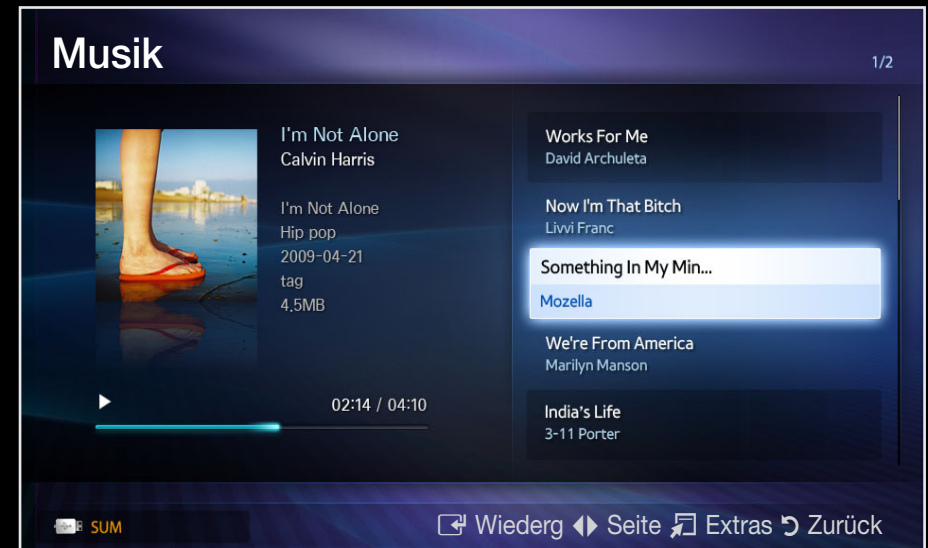 Musik
1/2
I'm Not Alone
Calvin Harris
I'm Not Alone
Hip pop
2009-04-21
tag
4.5MB
02:14 / 04:10
Works For Me
David Archuleta
Now I'm That Bitch
Livvi Franc
Something In My Min...
Mozella
We're From America
Marilyn Manson
India's Life
3-11 Porter
SUM
Wiederg Seite Extras Zurück